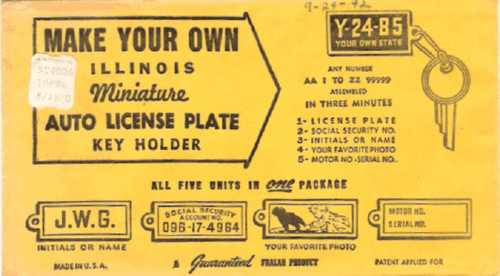 9-24-42
MAKE YOUR OWN
ILLINOIS
Miniature
AUTO LICENSE PLATE
KEY HOLDER
Y-24-85
YOUR OWN STATE
ANY NUMBER
AA 1 TO ZZ 99999
ASSEMBLED
IN THREE MINUTES
1- LICENSE PLATE
2- SOCIAL SECURITY NO.
3- INITIALS OR NAME
4- YOUR FAVORITE PHOTO
5- MOTOR NO-SERIAL NO.
ALL FIVE UNITS IN one PACKAGE
J.W.G.
INITIALS OR NAME
SOCIAL SECURITY
ACCOUNT NO.
096-17-4964
YOUR FAVORITE PHOTO
MOTOR NO.
SERIAL NO.
MADE IN U.S.A.
A Guaranteed PRODUCT
PATENT APPLIED FOR